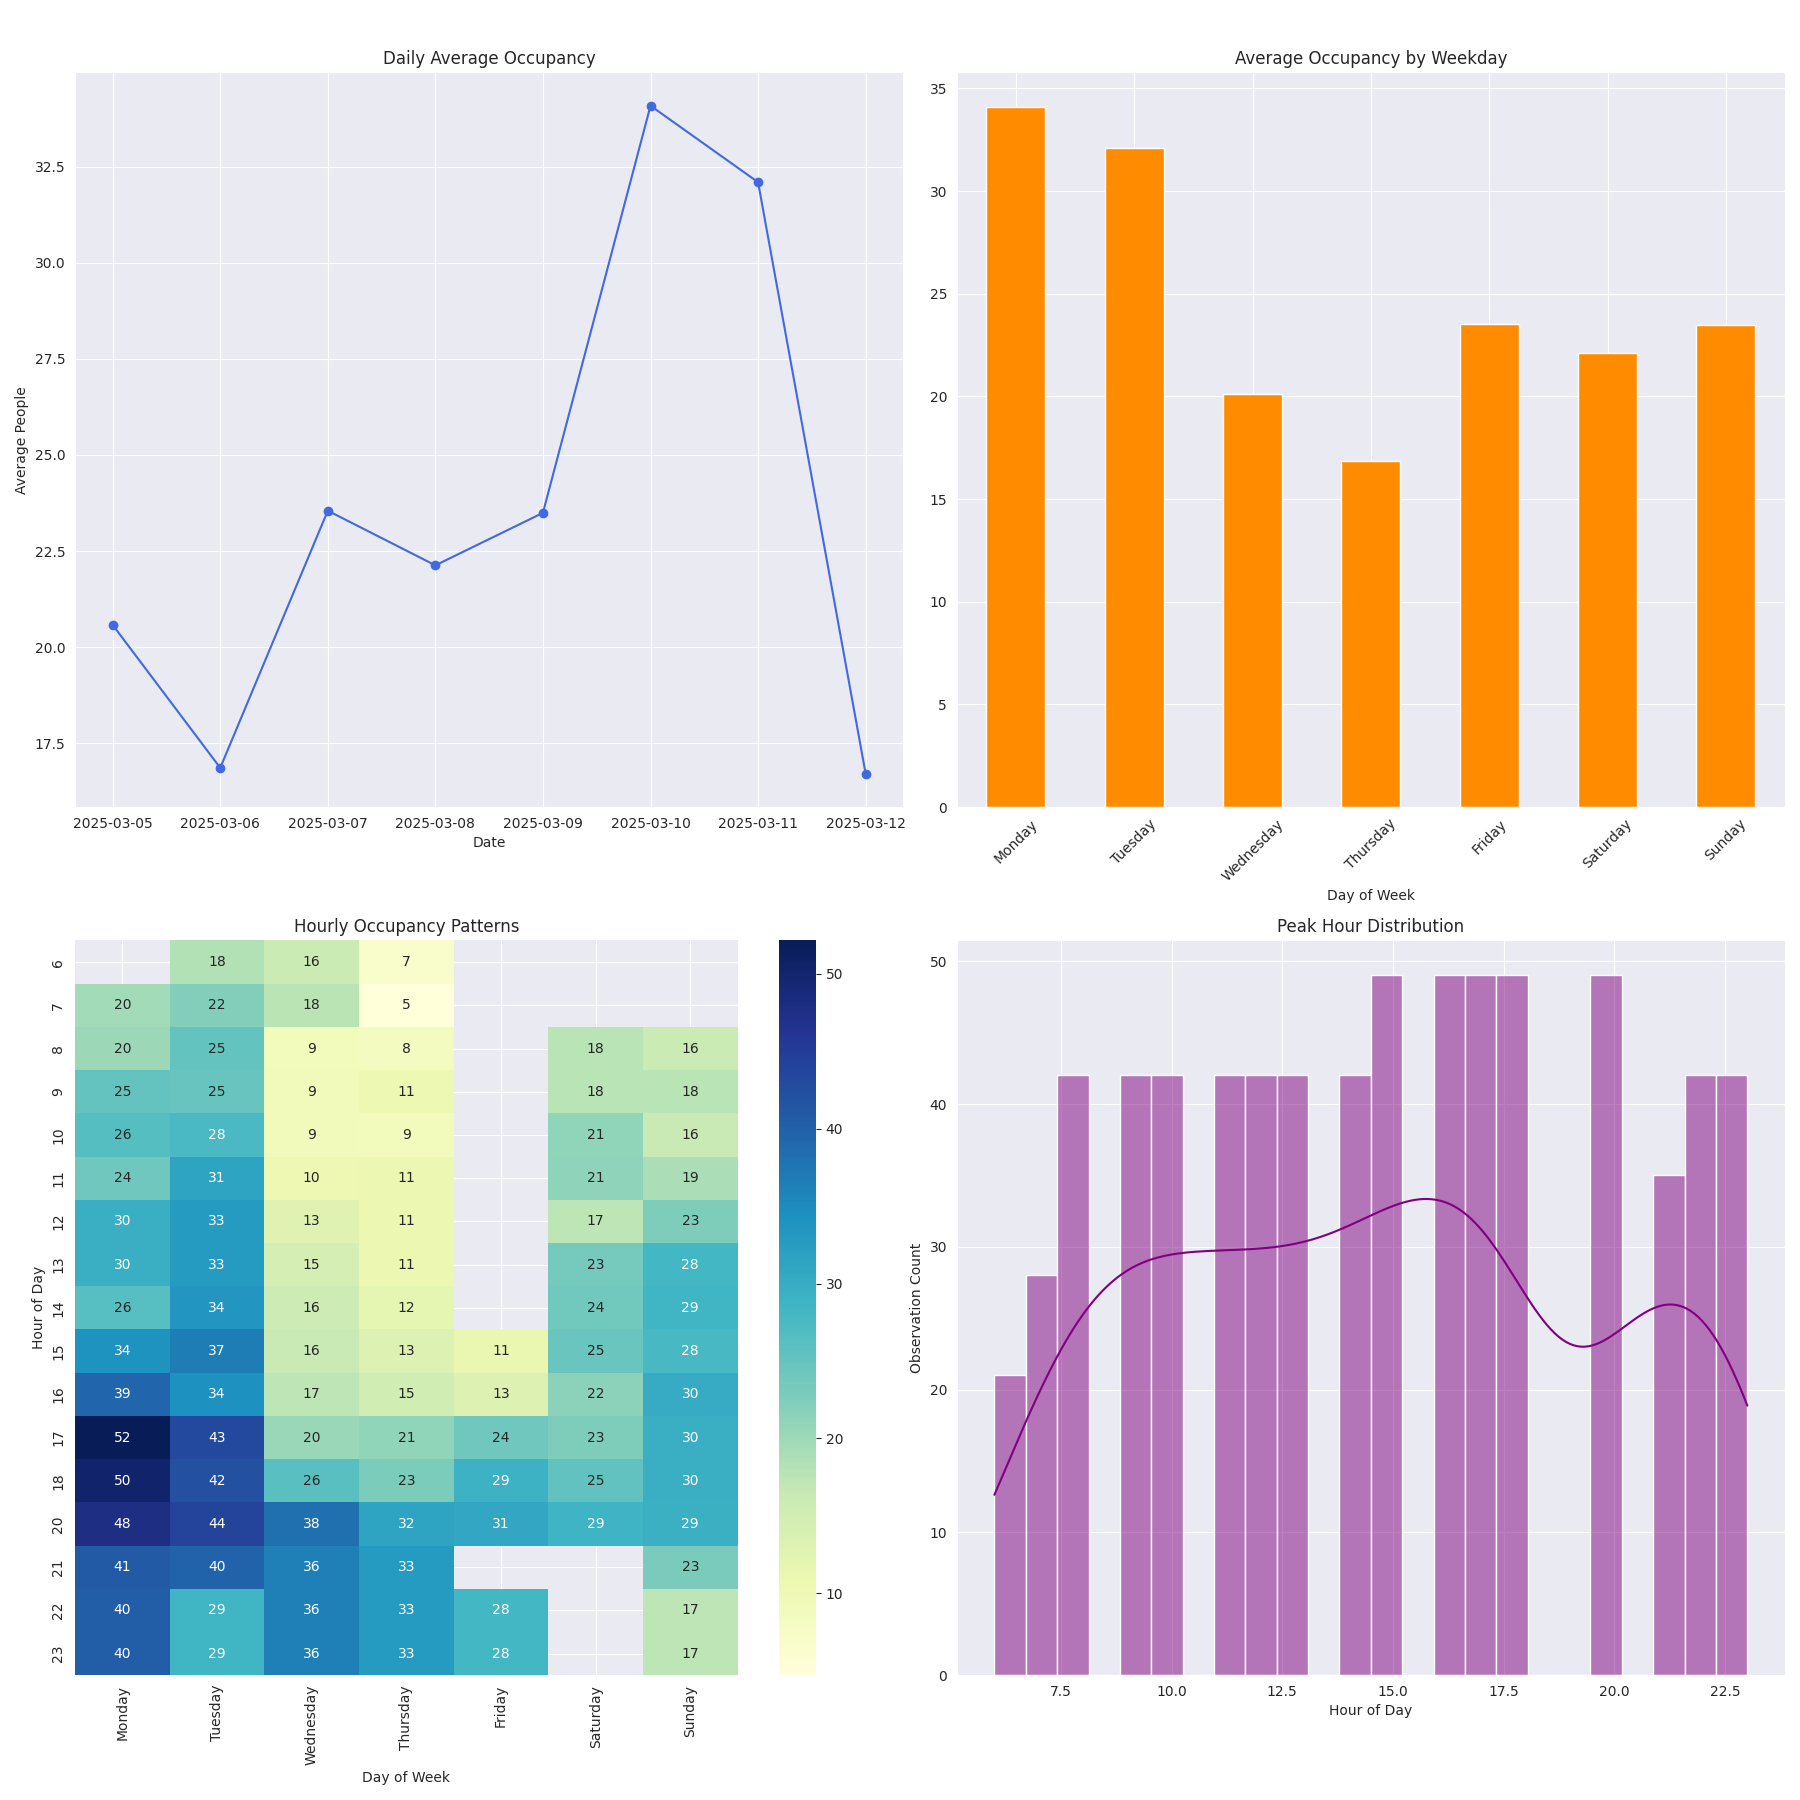 Daily Average Occupancy
Average People
32.5
30.0
27.5
25.0
22.5
20.0
17.5
2025-03-05 2025-03-06 2025-03-07 2025-03-08 2025-03-09 2025-03-10 2025-03-11 2025-03-12
Date
Average Occupancy by Weekday
35
30
25
20
15
10
5
0
Monday Tuesday Wednesday Thursday Friday Saturday Sunday
Day of Week
Hourly Occupancy Patterns
Hour of Day
6 18 16 7
7 20 22 18 5
8 20 25 9 8 18 16
9 25 25 9 11 18 18
10 26 28 9 9 21 16
11 24 31 10 11 21 19
12 30 33 13 11 17 23
13 30 33 15 11 23 28
14 26 34 16 12 24 29
15 34 37 16 13 11 25 28
16 39 34 17 15 13 22 30
17 52 43 20 21 24 23 30
18 50 42 26 23 29 25 30
20 48 44 38 32 31 29 29
21 41 40 36 33 23
22 40 29 36 33 28 17
23 40 29 36 33 28 17
Monday Tuesday Wednesday Thursday Friday Saturday Sunday
Day of Week
50
40
30
20
10
Peak Hour Distribution
Observation Count
50
40
30
20
10
0
7.5 10.0 12.5 15.0 17.5 20.0 22.5
Hour of Day